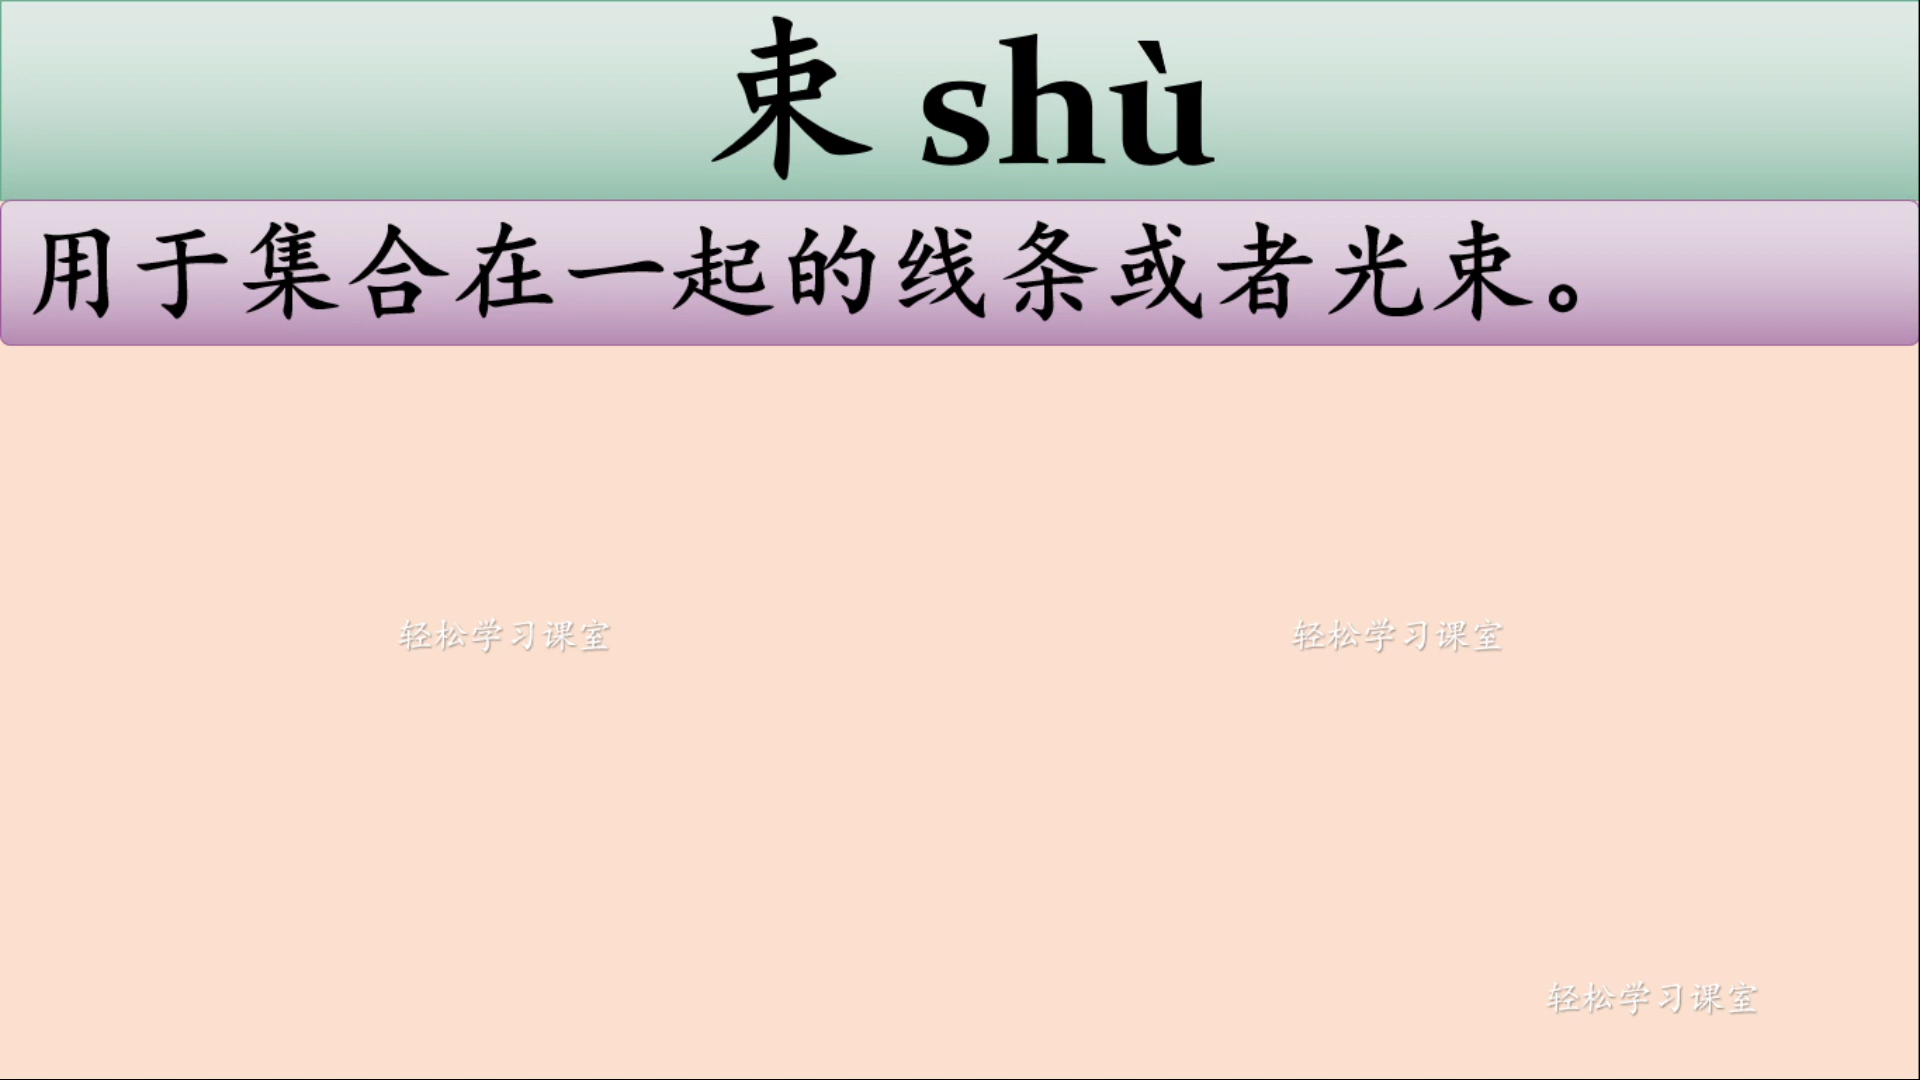 束 shù
用于集合在一起的线条或者光束。
轻松学习课室
轻松学习课室
轻松学习课室